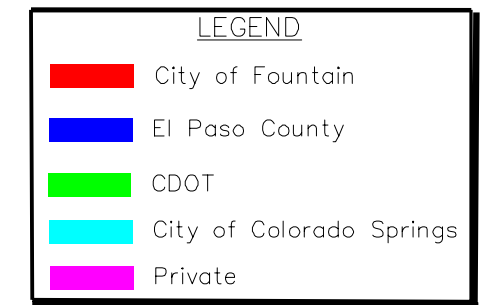 LEGEND
City of Fountain
El Paso County
CDOT
City of Colorado Springs
Private